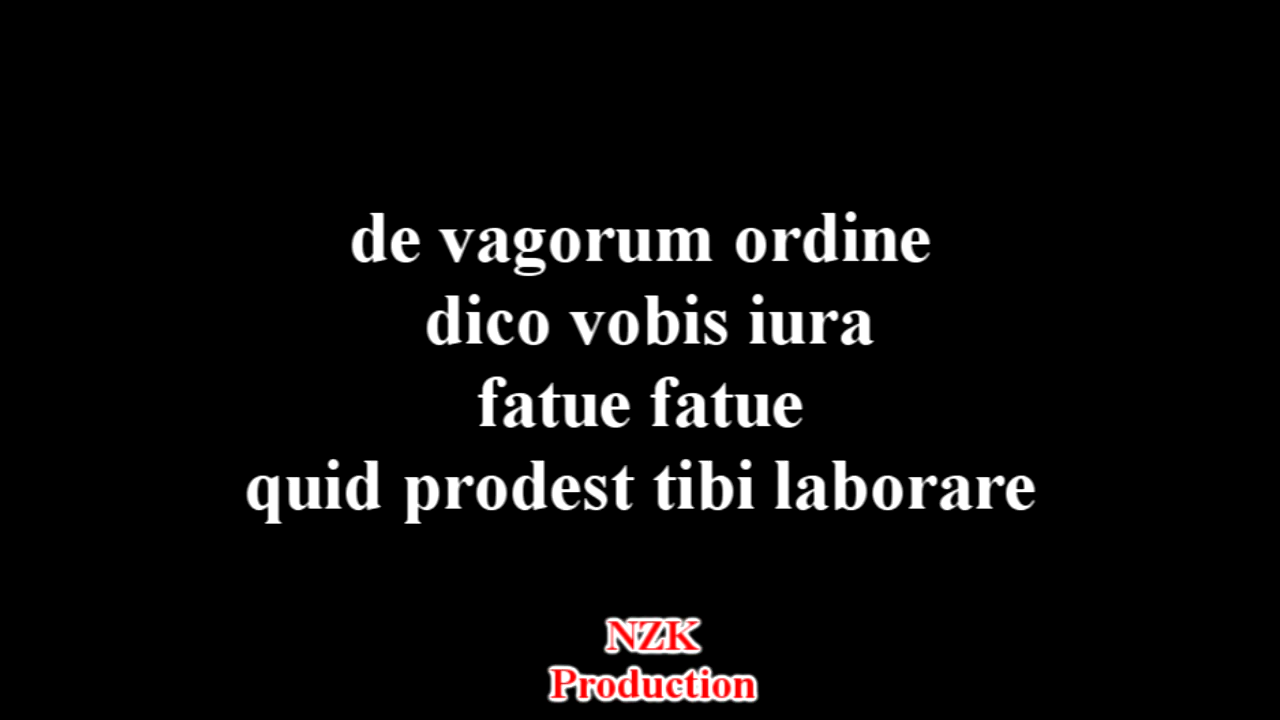 de vagorum ordine
dico vobis iura
fatue fatue
quid prodest tibi laborare
NZK
Production